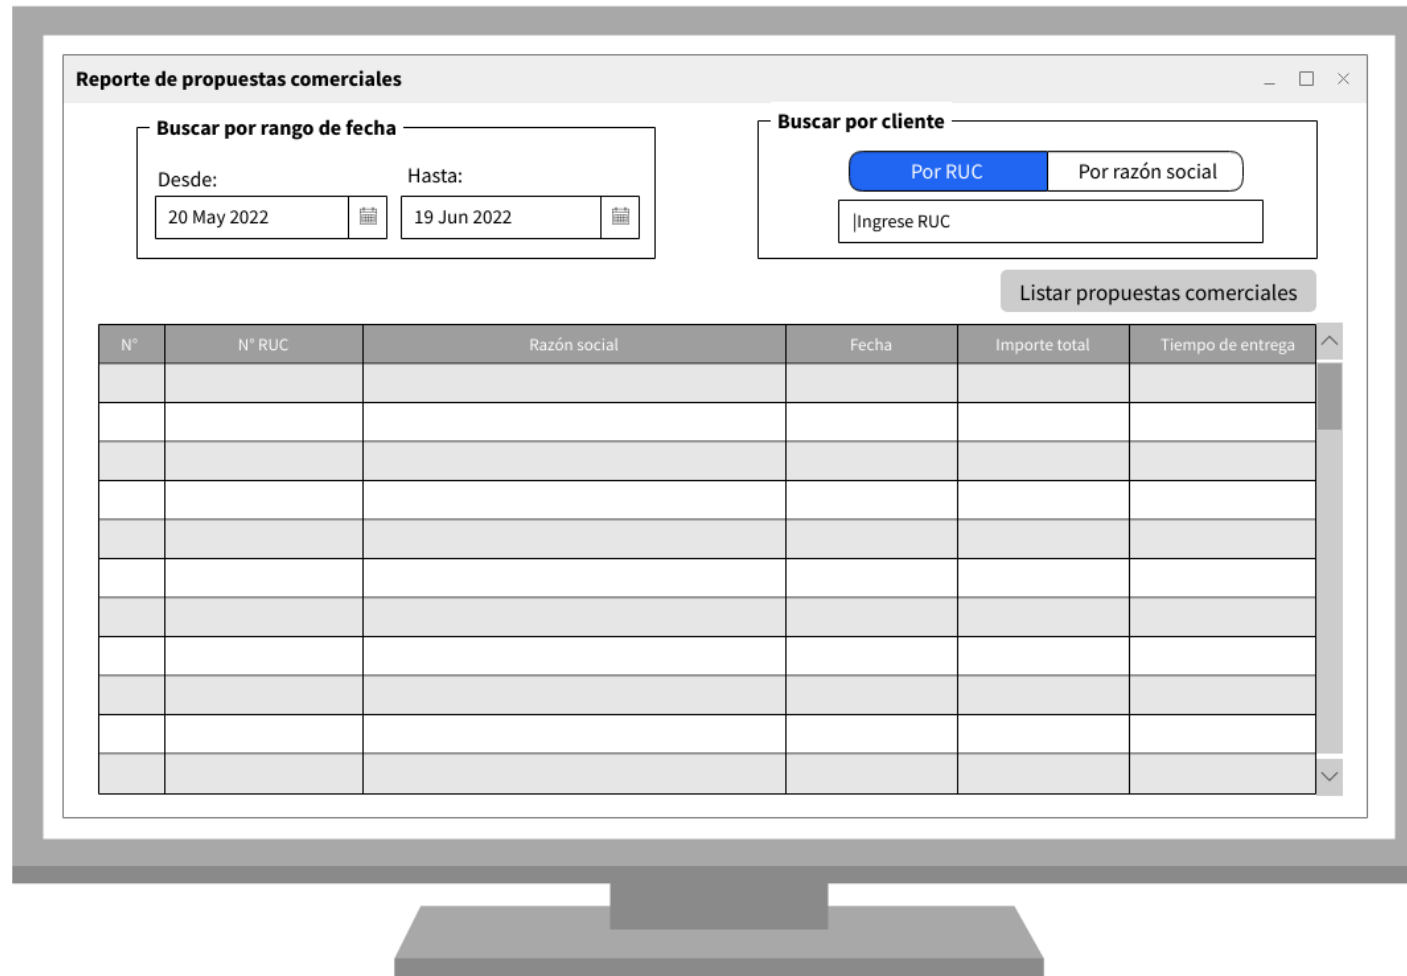 Reporte de propuestas comerciales
Buscar por rango de fecha
Desde:
Hasta:
20 May 2022
19 Jun 2022
Buscar por cliente
Por RUC
Por razón social
Ingrese RUC
Listar propuestas comerciales
N° N° RUC Razón social Fecha Importe total Tiempo de entrega